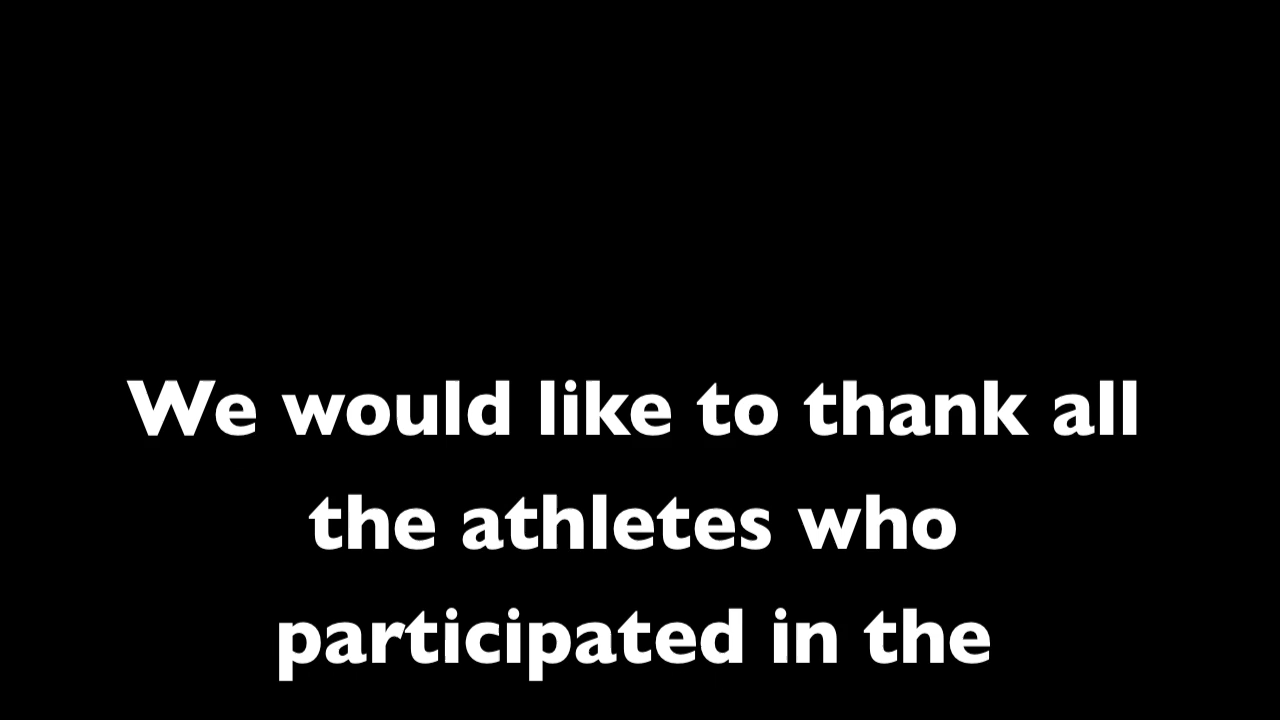 We would like to thank all
the athletes who
participated in the